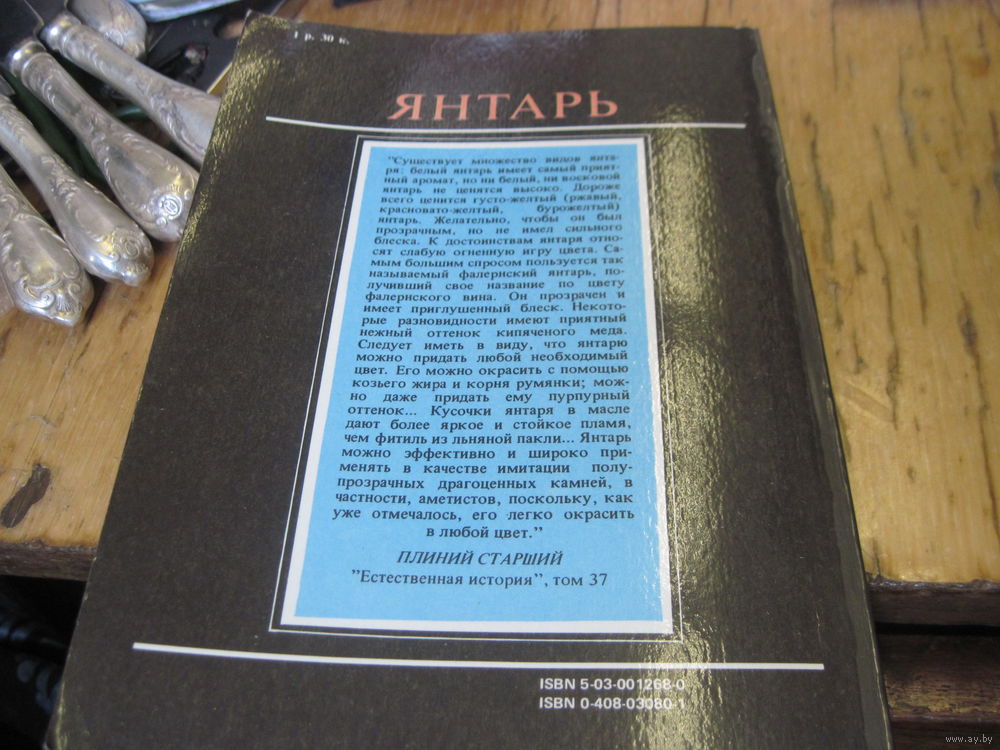 1 р. 30 к.
ЯНТАРЬ
"Существует множество видов янта-
ря: белый янтарь имеет самый прият-
ный аромат, но ни белый, ни восковой
янтарь не ценятся высоко. Дороже
всего ценится густо-желтый (ржавый,
красновато-желтый, буро-желтый)
янтарь. Желательно, чтобы он был
прозрачным, но не имел сильного
блеска. К достоинствам янтаря отно-
сят слабую огненную игру цвета. Са-
мым большим спросом пользуется так
называемый фалернский янтарь, по-
лучивший свое название по цвету
фалернского вина. Он прозрачен и
имеет приглушенный блеск. Некото-
рые разновидности имеют приятный
нежный оттенок кипяченого меда.
Следует иметь в виду, что янтарю
можно придать любой необходимый
цвет. Его можно окрасить с помощью
козьего жира и корня румянки; мож-
но даже придать ему пурпурный
оттенок... Кусочки янтаря в масле
дают более яркое и стойкое пламя,
чем фитиль из льняной пакли... Янтарь
можно эффективно и широко при-
менять в качестве имитации полу-
прозрачных драгоценных камней, в
частности, аметистов, поскольку, как
уже отмечалось, его легко окрасить
в любой цвет."
ПЛИНИЙ СТАРШИЙ
"Естественная история", том 37
ISBN 5-03-001268-0
ISBN 0-408-03080-1
www.ay.by